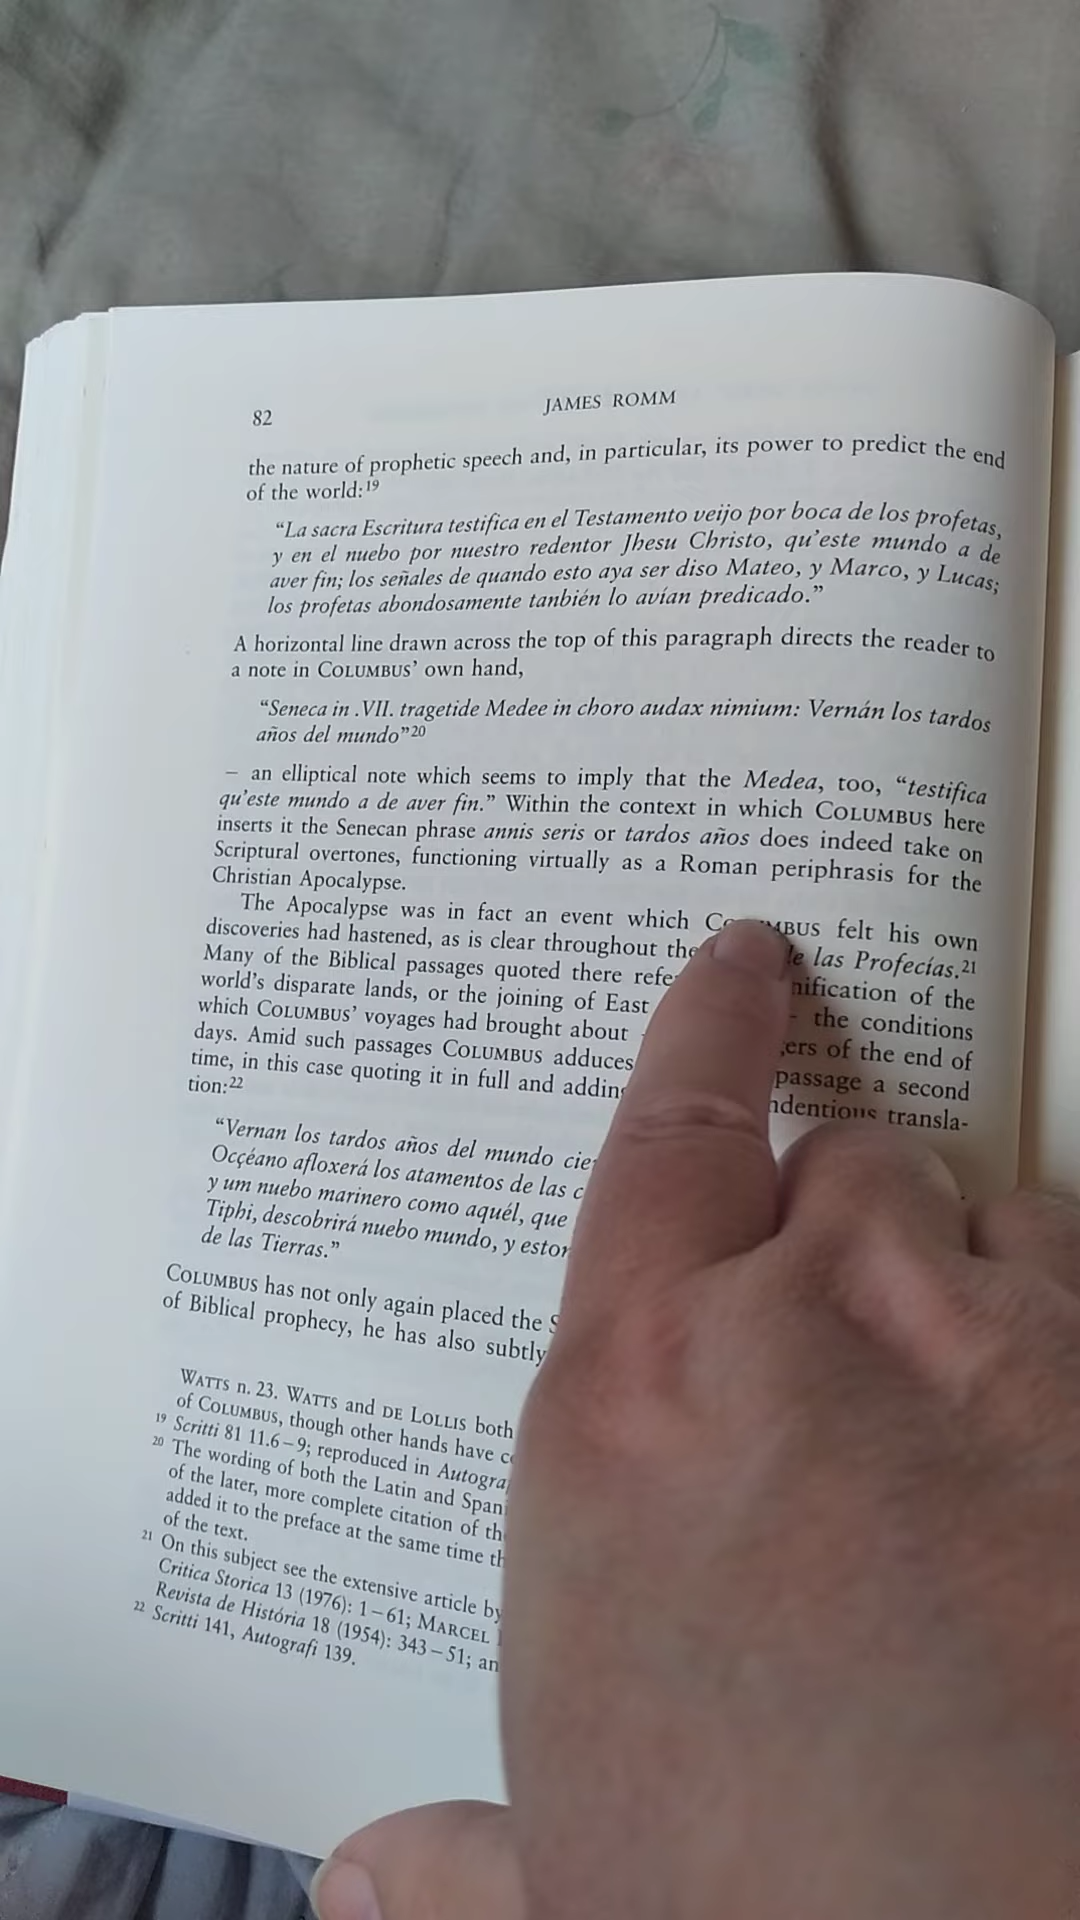 82
JAMES ROMM
the nature of prophetic speech and, in particular, its power to predict the end
of the world:19
“La sacra Escritura testifica en el Testamento veijo por boca de los profetas,
y en el nuebo por nuestro redentor Jhesu Christo, qu’este mundo a de
aver fin; los señales de quando esto aya ser diso Mateo, y Marco, y Lucas;
los profetas abondosamente tanbién lo avían predicado.”
A horizontal line drawn across the top of this paragraph directs the reader to
a note in COLUMBUS’ own hand,
“Seneca in .VII. tragetide Medee in choro audax nimium: Vernán los tardos
años del mundo”20
– an elliptical note which seems to imply that the Medea, too, “testifica
qu’este mundo a de aver fin.” Within the context in which COLUMBUS here
inserts it the Senecan phrase annis seris or tardos años does indeed take on
Scriptural overtones, functioning virtually as a Roman periphrasis for the
Christian Apocalypse.
The Apocalypse was in fact an event which felt his own
discoveries had hastened, as is clear throughout the las Profecías.21
Many of the Biblical passages quoted there of the
world’s disparate lands, or the joining of East – the conditions
which COLUMBUS’ voyages had brought about of the end of
days. Amid such passages COLUMBUS adduces passage a second
time, in this case quoting it in full and transla-
tion:22
“Vernan los tardos años del mundo
Occéano afloxerá los atamentos de las
y um nuebo marinero como aquél, que
Tiphi, descobrirá nuebo mundo, y
de las Tierras.”
COLUMBUS has not only again placed the
of Biblical prophecy, he has also subtly
WATTS n. 23. WATTS and DE LOLLIS both
of COLUMBUS, though other hands have
19 Scritti 81 11.6–9; reproduced in
20 The wording of both the Latin and
of the later, more complete citation of
added it to the preface at the same time
of the text.
21 On this subject see the extensive article by
Critica Storica 13 (1976): 1–61; MARCEL
Revista de História 18 (1954): 343–51;
22 Scritti 141, Autografi 139.